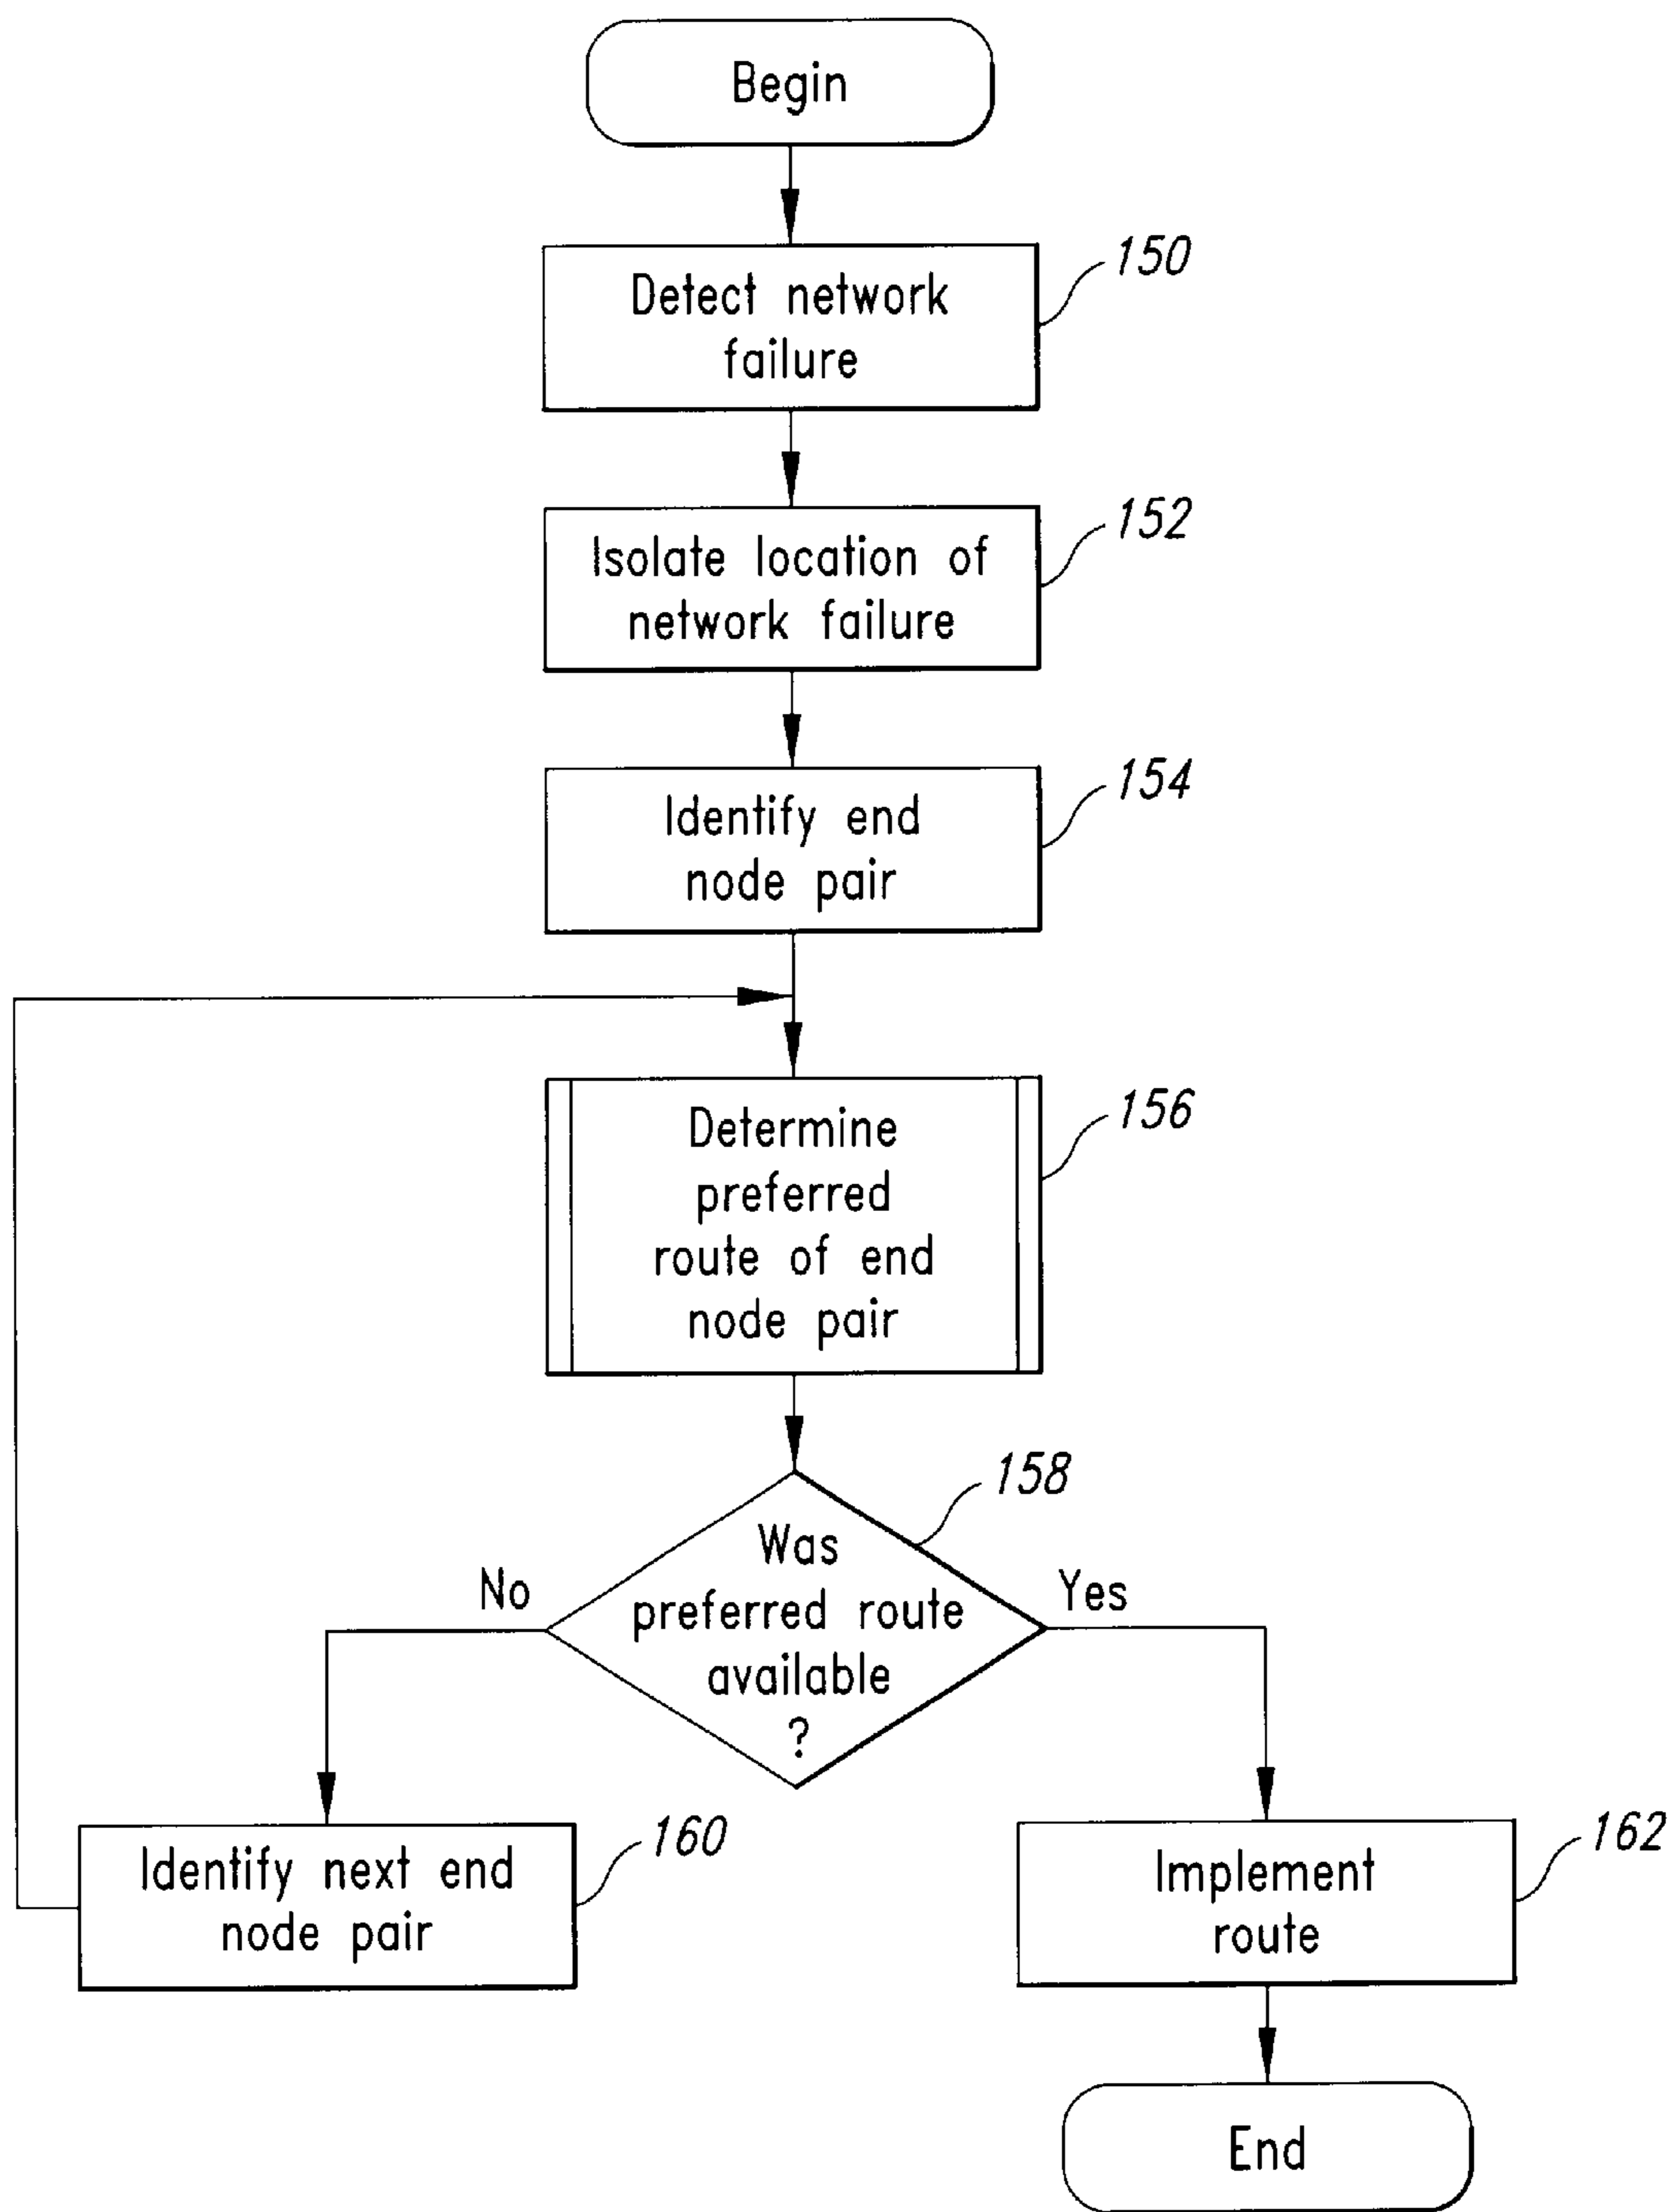 Begin
Detect network
failure
150
Isolate location of
network failure
152
Identify end
node pair
154
Determine
preferred
route of end
node pair
156
Was
preferred route
available
?
158
No
Yes
Identify next end
node pair
160
Implement
route
162
End